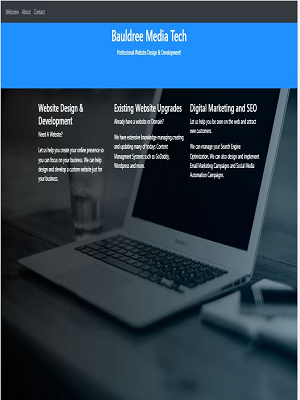 Welcome About Contact
Bauldree Media Tech
Professional Website Design & Development!
Website Design &
Development
Need A Website?
Let us help you create your online presence so
you can focus on your business. We can help
design and develop a custom website just for
your business.
Existing Website Upgrades
Already have a website or Domain?
We have extensive knowledge managing creating
and updating many of todays Content
Managment Systems such as GoDaddy,
Wordpress and more.
Digital Marketing and SEO
Let us help you be seen on the web and attract
new customers.
We can manage your Search Engine
Optimization, We can also design and implement
Email Marketing Campaigns and Social Media
Automation Campaigns.